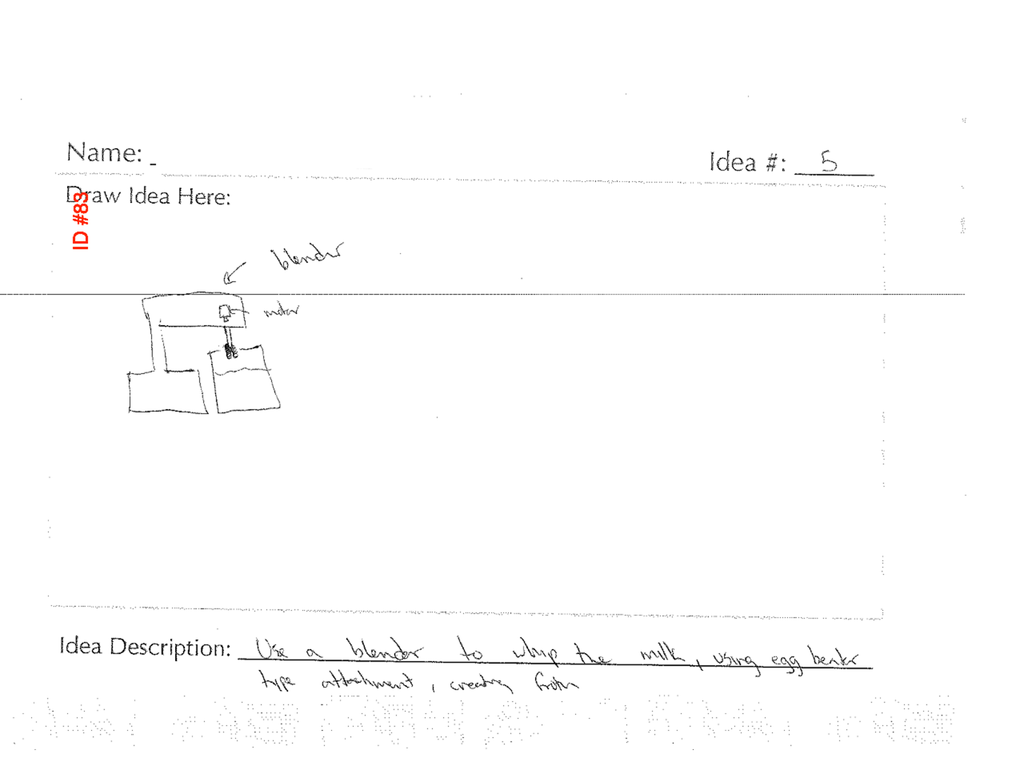 Name: -
Idea #: 5
Draw Idea Here:
ID #83
blender
motor
Idea Description: Use a blender to whip the milk, using egg beater
type attachment, creating froth